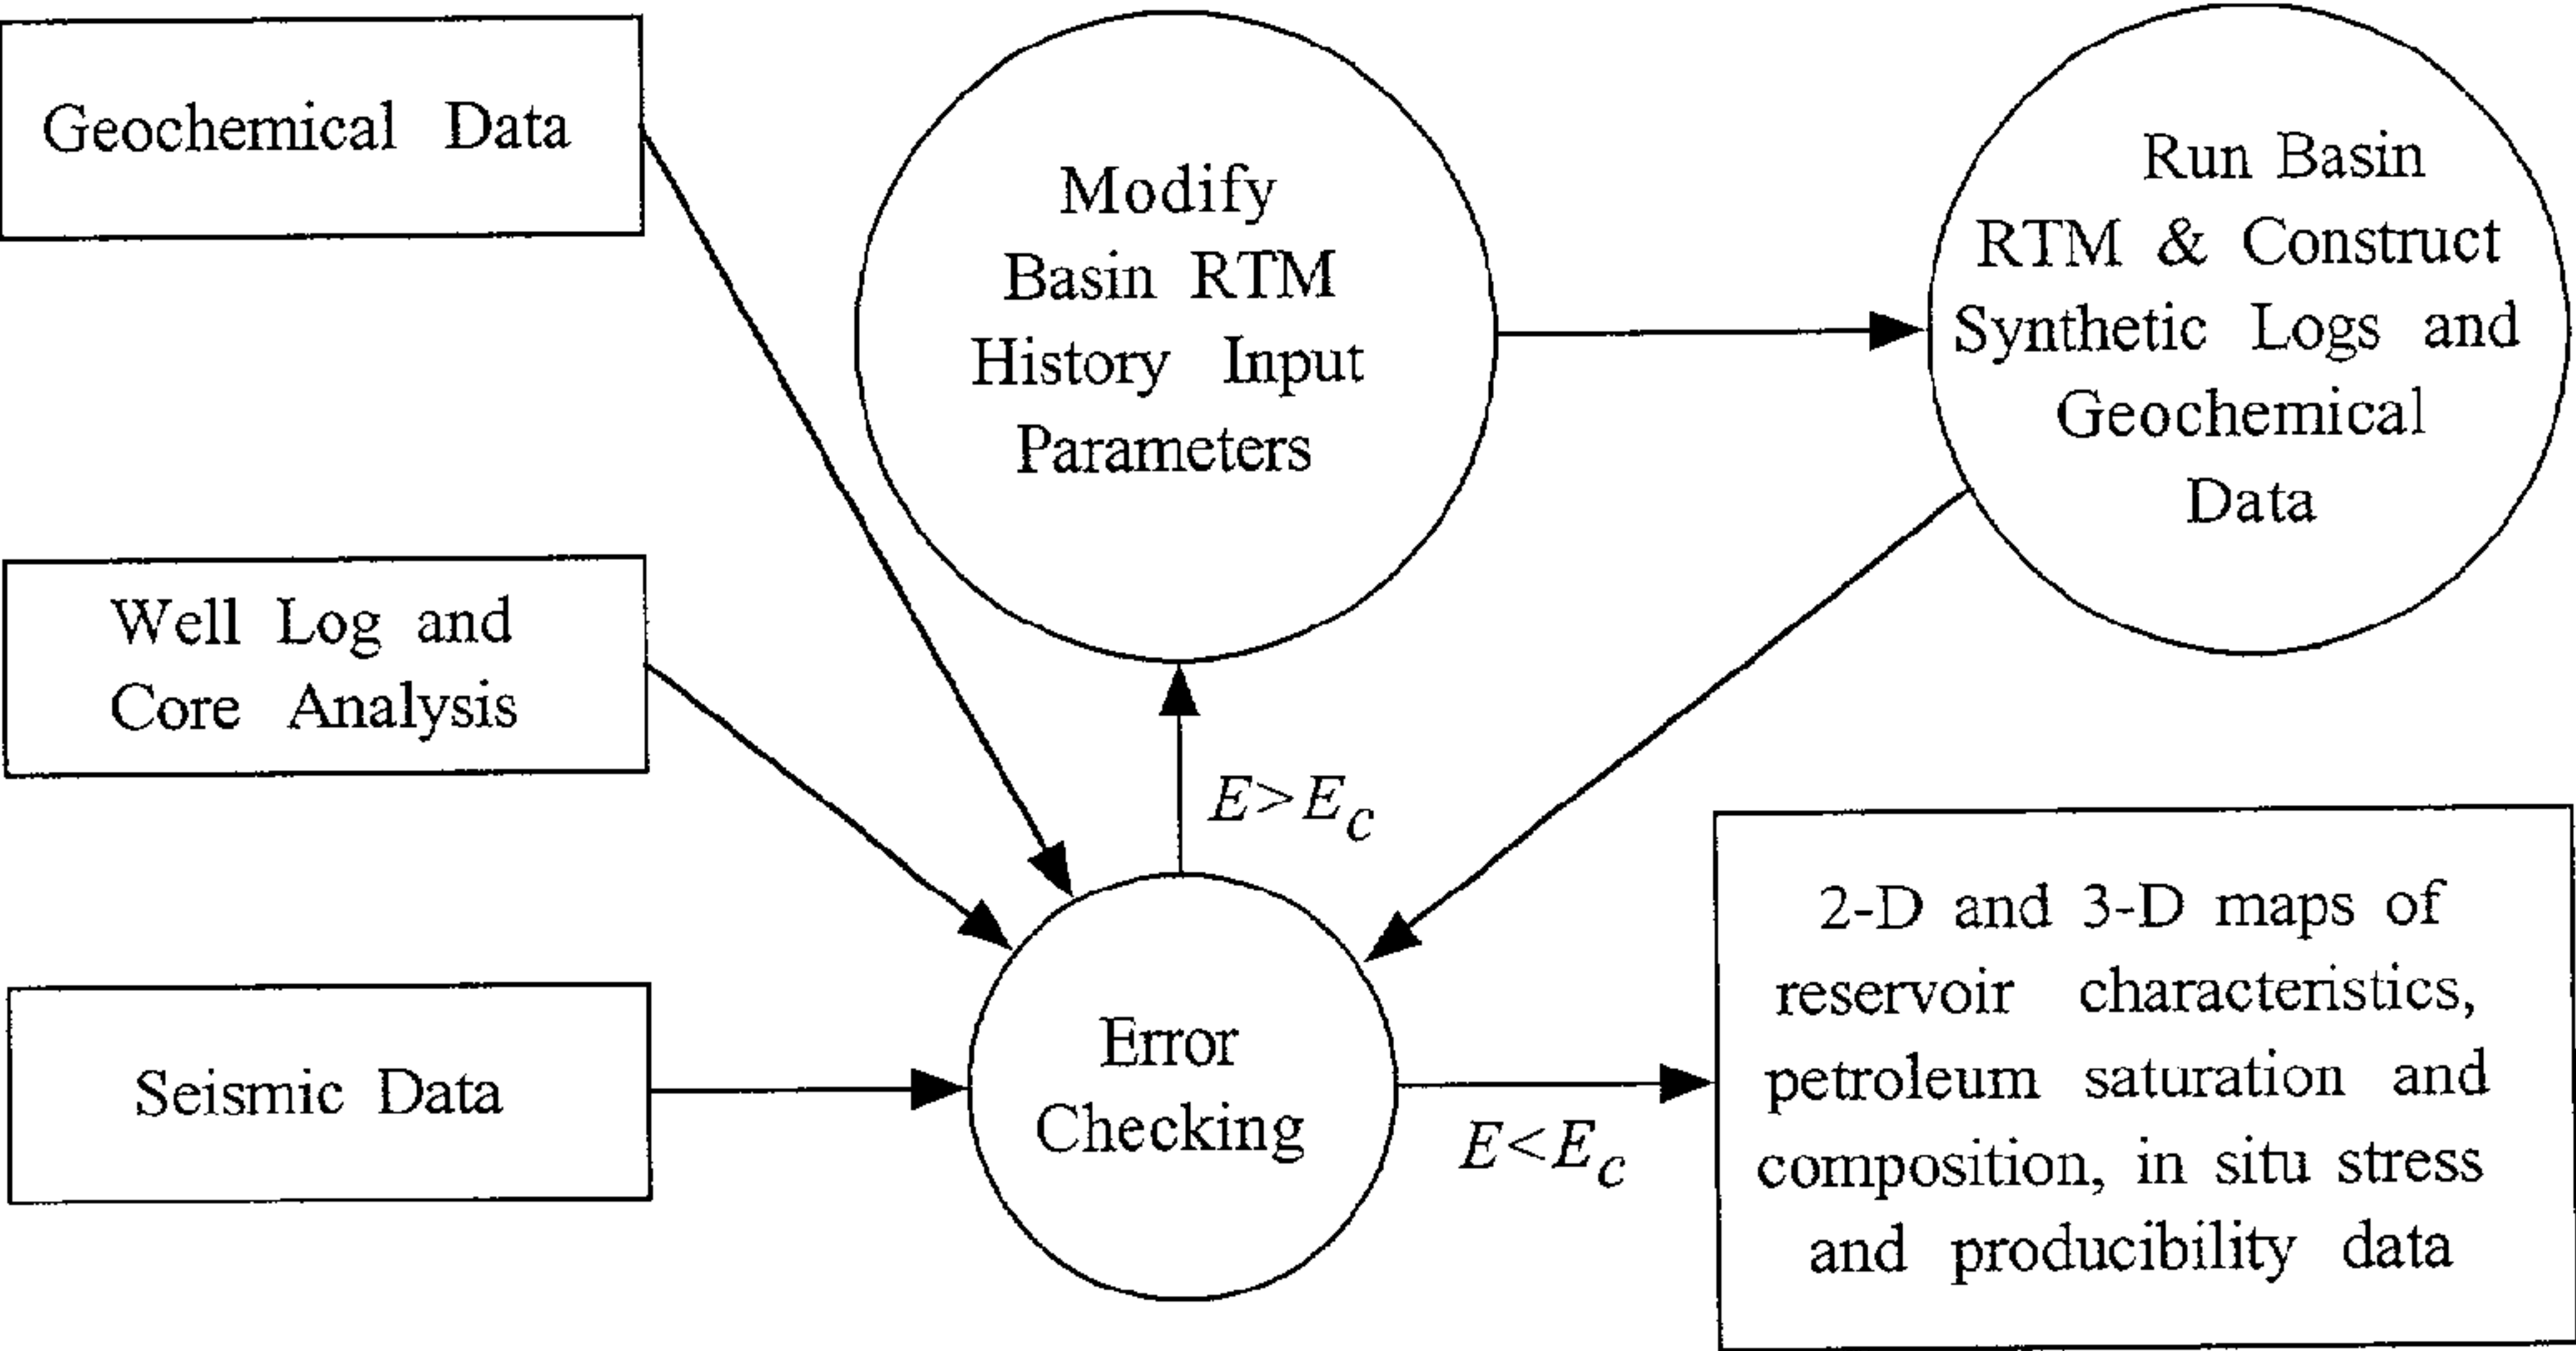 Geochemical Data
Modify
Basin RTM
History Input
Parameters
Run Basin
RTM & Construct
Synthetic Logs and
Geochemical
Data
Well Log and
Core Analysis
E>Ec
Seismic Data
Error
Checking
E<Ec
2-D and 3-D maps of
reservoir characteristics,
petroleum saturation and
composition, in situ stress
and producibility data